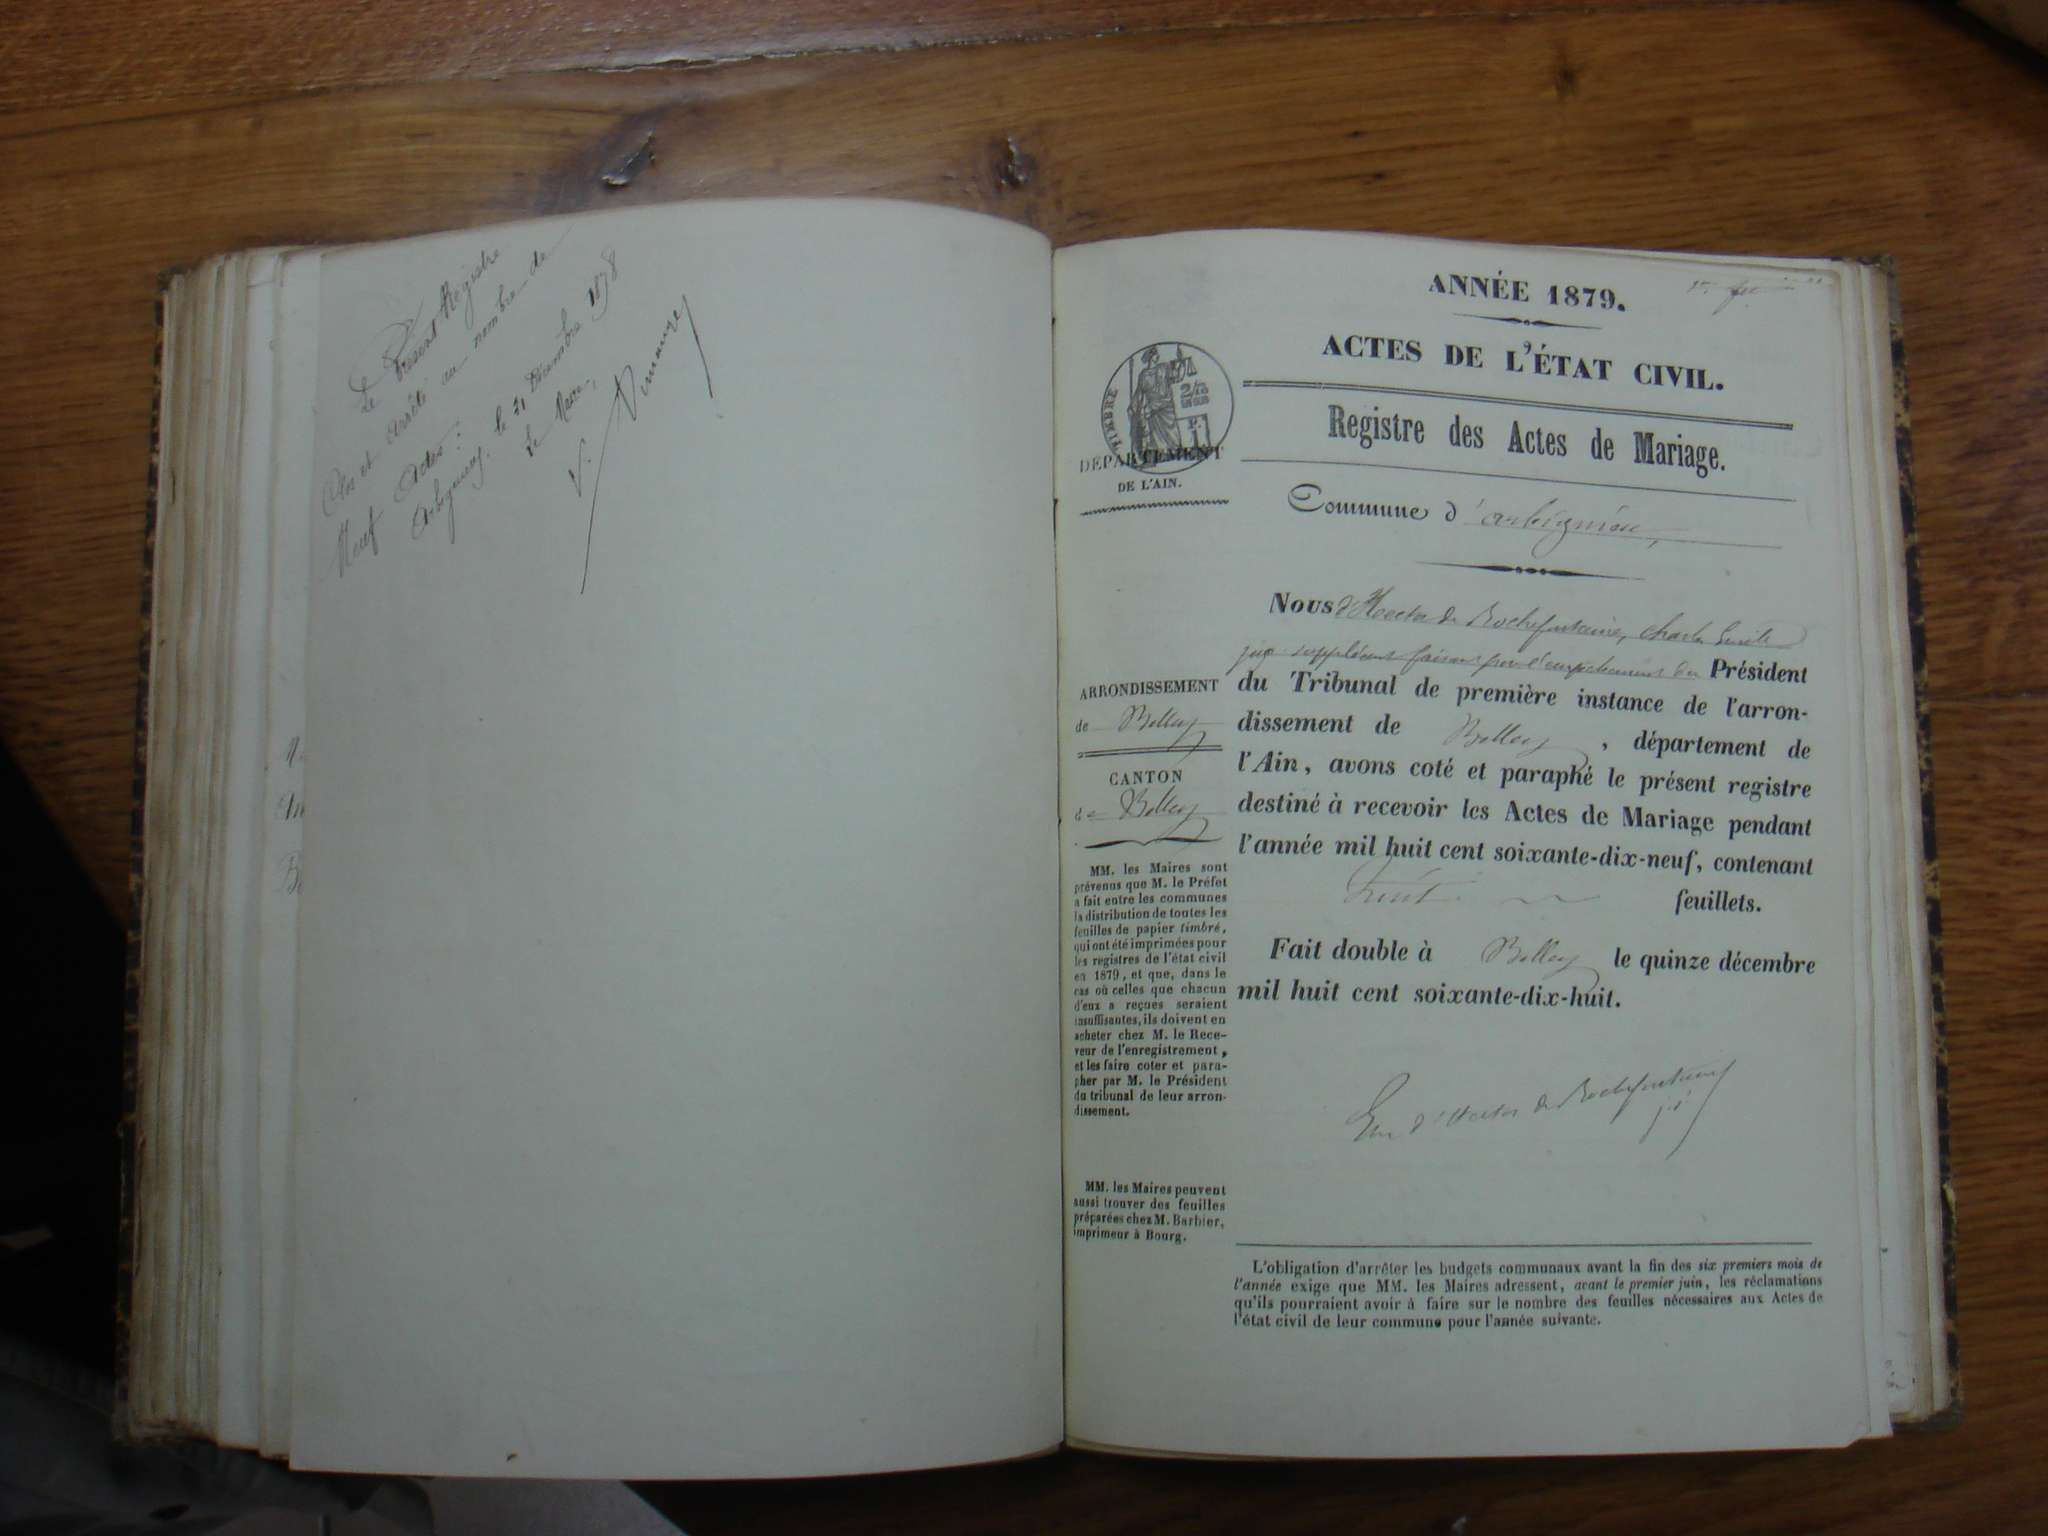 Le Présent Régistre
Clos et arrêté au nombre de
Neuf Actes:
Arbignieu, le 31 Décembre 1878
Le Maire,
ANNÉE 1879.
ACTES DE L'ÉTAT CIVIL.
Registre des Actes de Mariage.
Commune d'arbignieu,
TIMBRE
2/10
EN SUS
DÉPARTEMENT
DE L'AIN.
ARRONDISSEMENT
de Belley
CANTON
de Belley
MM. les Maires sont
prévenus que M. le Préfet
a fait entre les communes
la distribution de toutes les
feuilles de papier timbré,
qui ont été imprimées pour
les registres de l'état civil
en 1879, et que, dans le
cas où celles que chacun
d'eux a reçues seraient
insuffisantes, ils doivent en
acheter chez M. le Rece-
veur de l'enregistrement,
et les faire coter et para-
pher par M. le Président
du tribunal de leur arron-
dissement.
MM. les Maires peuvent
aussi trouver des feuilles
préparées chez M. Barbier,
imprimeur à Bourg.
Nous d'Hector de Rochefontaine, Charles Emile
juge suppléant faisant pour l'empêchement du Président
du Tribunal de première instance de l'arron-
dissement de Belley, département de
l'Ain, avons coté et paraphé le présent registre
destiné à recevoir les Actes de Mariage pendant
l'année mil huit cent soixante-dix-neuf, contenant
huit feuillets.
Fait double à Belley le quinze décembre
mil huit cent soixante-dix-huit.
Em d'Hector de Rochefontaine
j. s.
L'obligation d'arrêter les budgets communaux avant la fin des six premiers mois de
l'année exige que MM. les Maires adressent, avant le premier juin, les réclamations
qu'ils pourraient avoir à faire sur le nombre des feuilles nécessaires aux Actes de
l'état civil de leur commune pour l'année suivante.